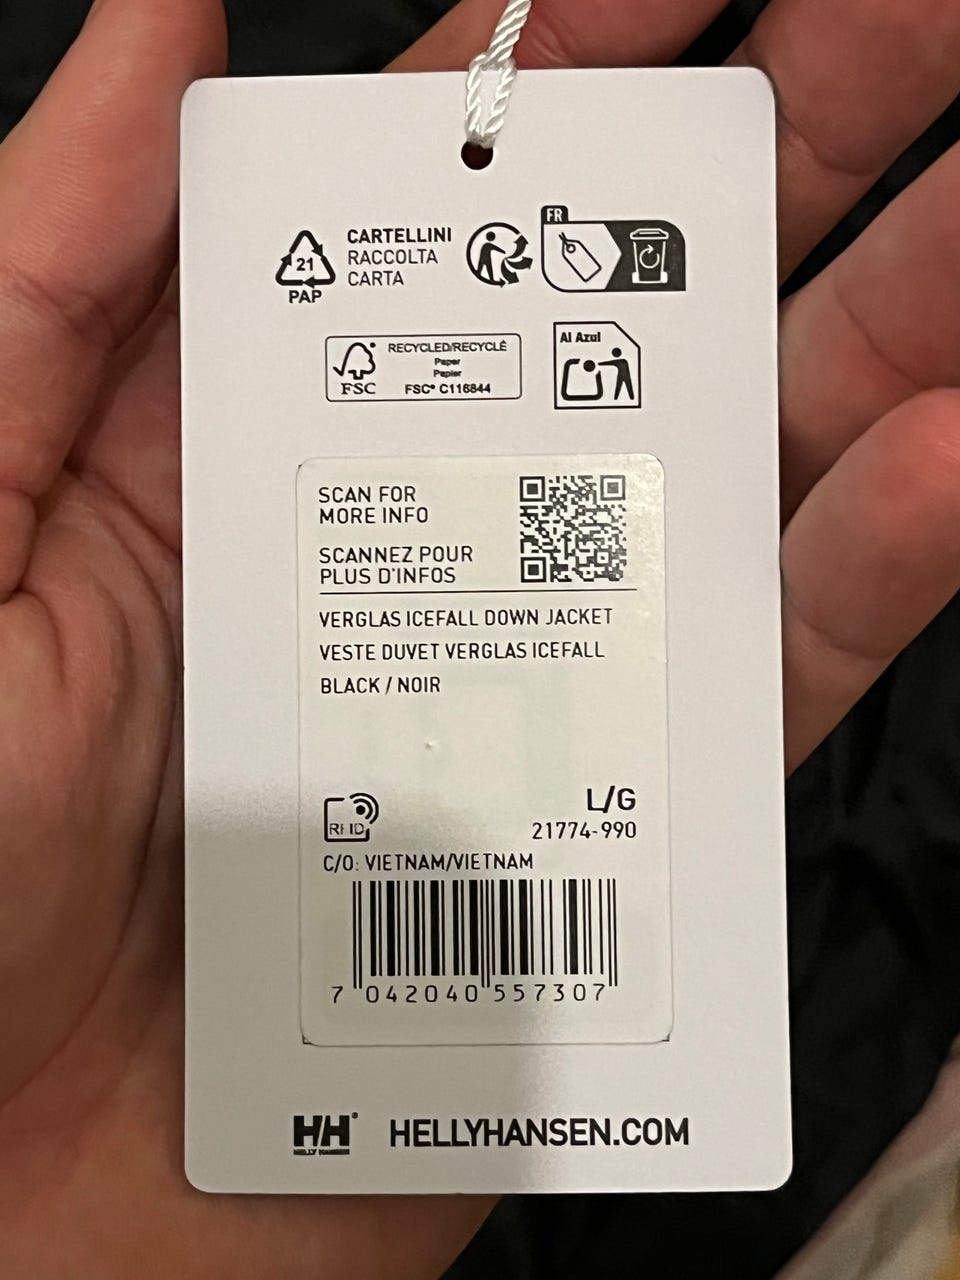 CARTELLINI
RACCOLTA
CARTA
21
PAP
FR
RECYCLED/RECYCLÉ
Paper
Papier
FSC® C116844
FSC
Al Azul
SCAN FOR
MORE INFO
SCANNEZ POUR
PLUS D'INFOS
VERGLAS ICEFALL DOWN JACKET
VESTE DUVET VERGLAS ICEFALL
BLACK / NOIR
RFID
L/G
21774-990
C/O: VIETNAM/VIETNAM
7 042040 557307
HH®
HELLY HANSEN
HELLYHANSEN.COM